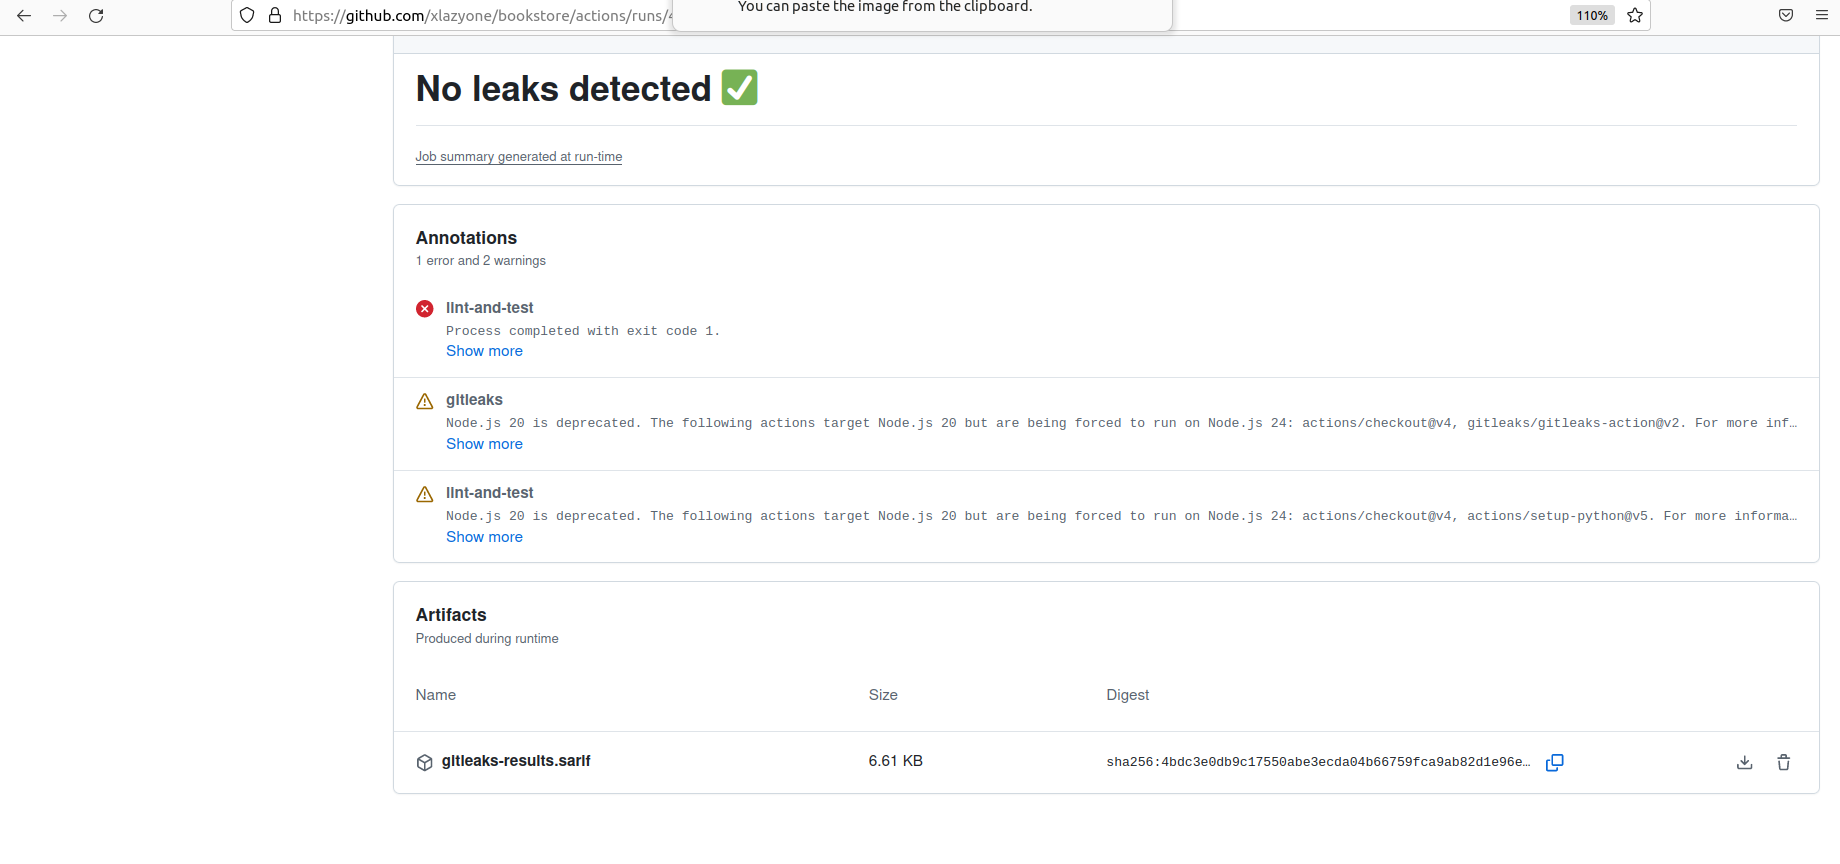 https://github.com/xlazyone/bookstore/actions/runs/
You can paste the image from the clipboard.
110%
No leaks detected ✅
Job summary generated at run-time
Annotations
1 error and 2 warnings
lint-and-test
Process completed with exit code 1.
Show more
gitleaks
Node.js 20 is deprecated. The following actions target Node.js 20 but are being forced to run on Node.js 24: actions/checkout@v4, gitleaks/gitleaks-action@v2. For more inf…
Show more
lint-and-test
Node.js 20 is deprecated. The following actions target Node.js 20 but are being forced to run on Node.js 24: actions/checkout@v4, actions/setup-python@v5. For more informa…
Show more
Artifacts
Produced during runtime
Name Size Digest
gitleaks-results.sarif 6.61 KB sha256:4bdc3e0db9c17550abe3ecda04b66759fca9ab82d1e96e…